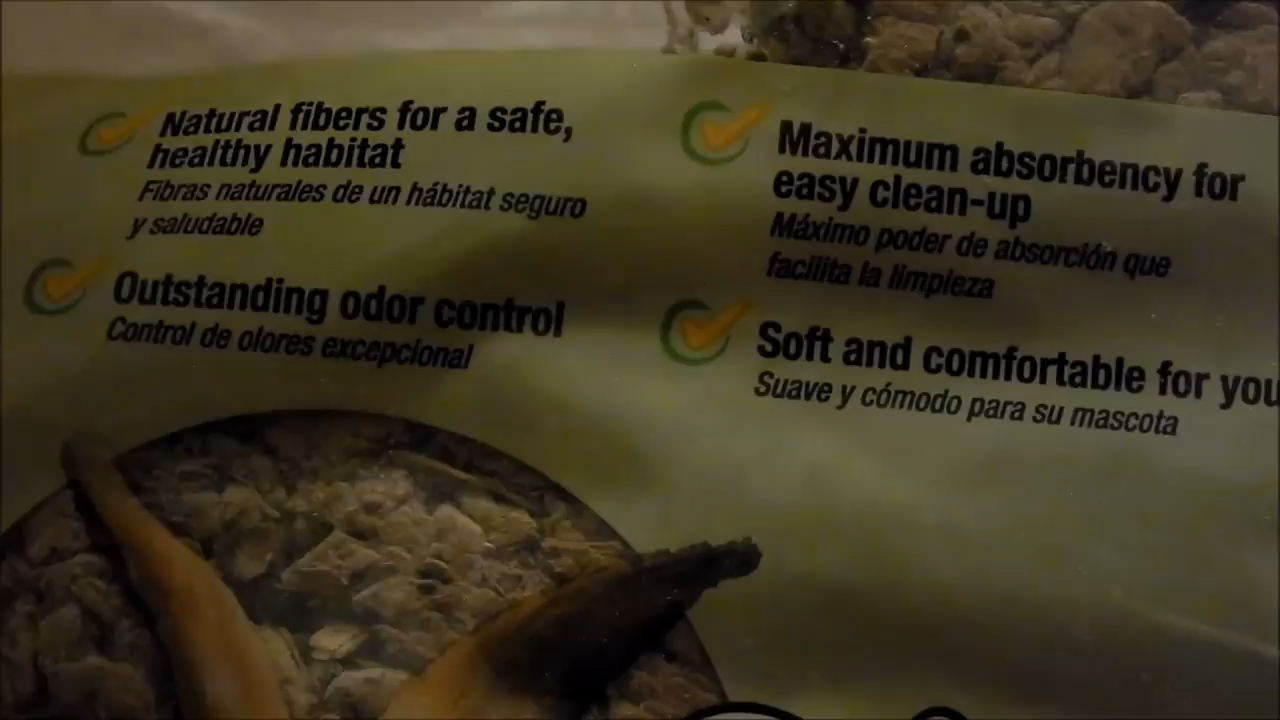 Natural fibers for a safe,
healthy habitat
Fibras naturales de un hábitat seguro
y saludable
Outstanding odor control
Control de olores excepcional
Maximum absorbency for
easy clean-up
Máximo poder de absorción que
facilita la limpieza
Soft and comfortable for you
Suave y cómodo para su mascota